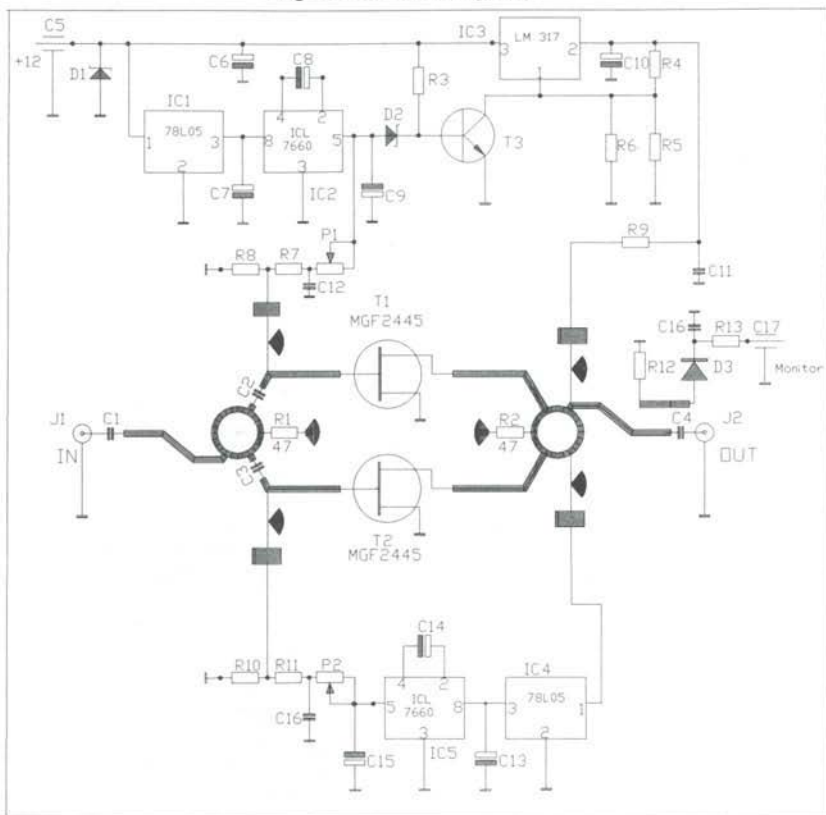 C5
+12
D1
C6
C8
4 2
IC1
78L05
1 3
2
C7
8
ICL
7660
5
3
IC2
D2
C9
R3
T3
IC3
LM 317
3 2
1
C10
R4
R6
R5
R8
R7
P1
C12
R9
C11
T1
MGF2445
C16
R13
C17
R12
D3
Monitor
J1
IN
C1
C2
C3
R1
47
R2
47
C4
J2
OUT
T2
MGF2445
R10
R11
P2
C16
C14
4 2
5
ICL
7660
8
3
IC5
C15
C13
IC4
3
78L05
1
2